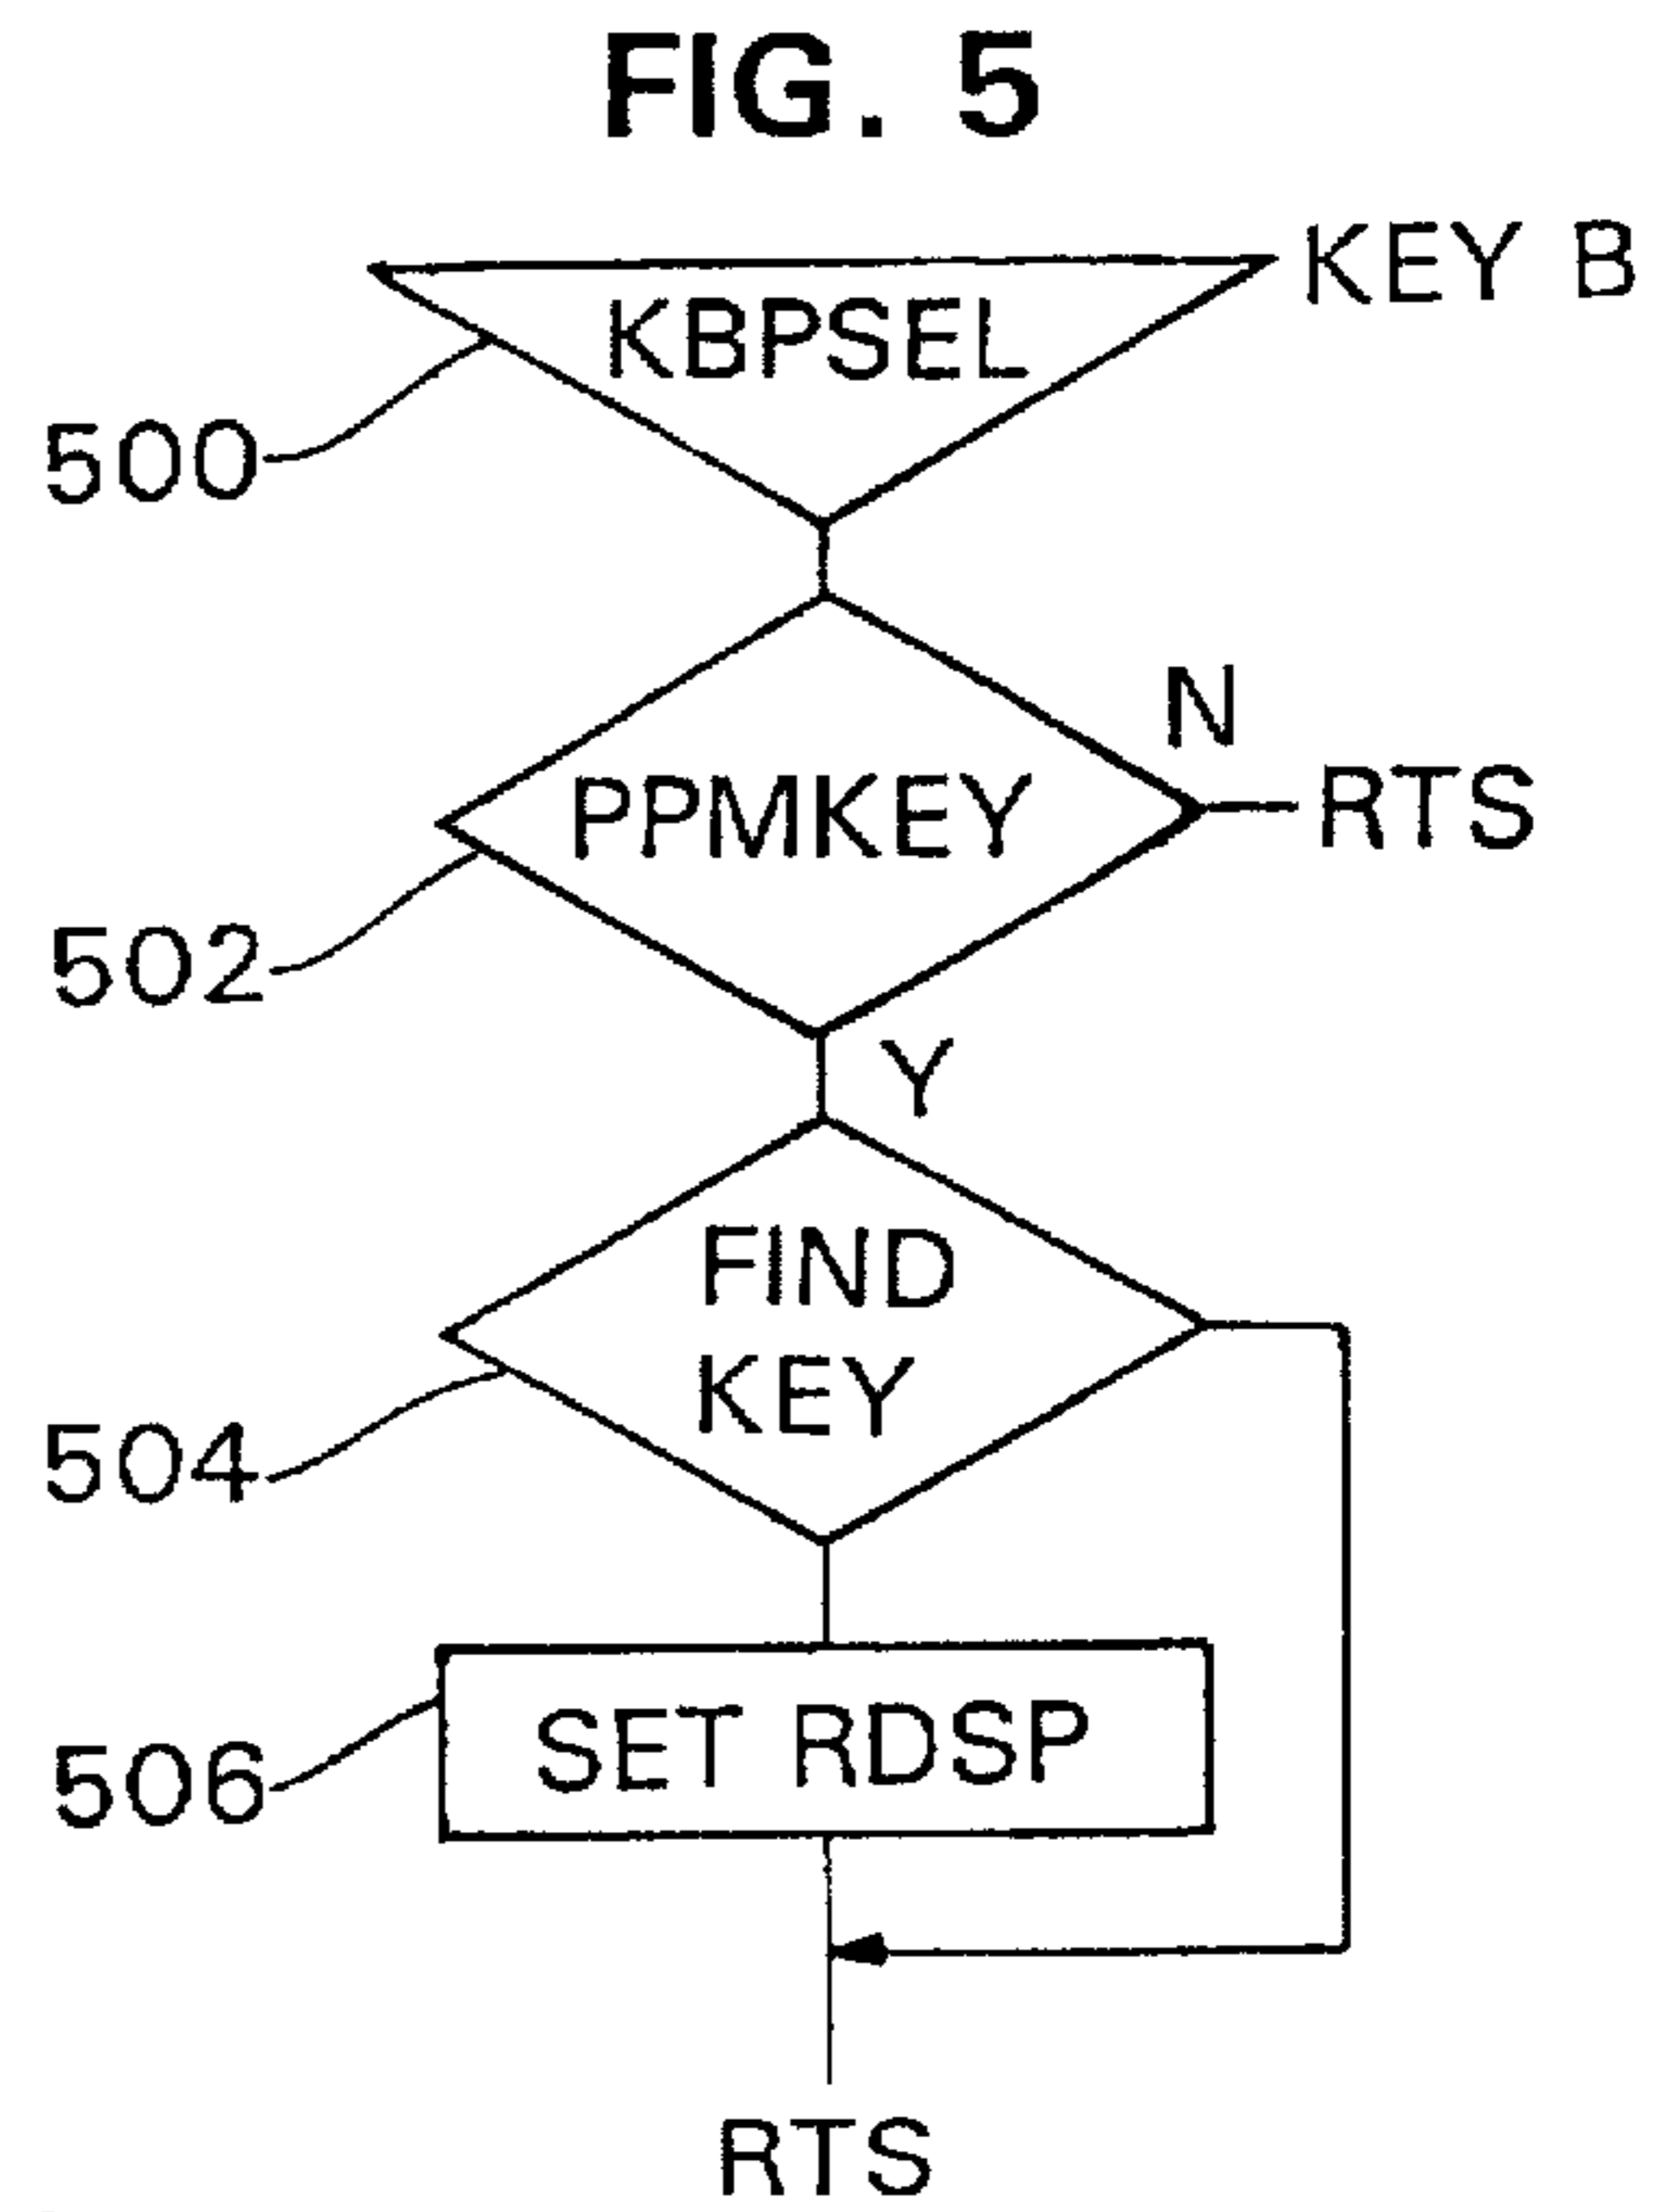 FIG. 5
KEY B
KBPSEL
500
N
PPMKEY
RTS
502
Y
FIND
KEY
504
SET RDSP
506
RTS